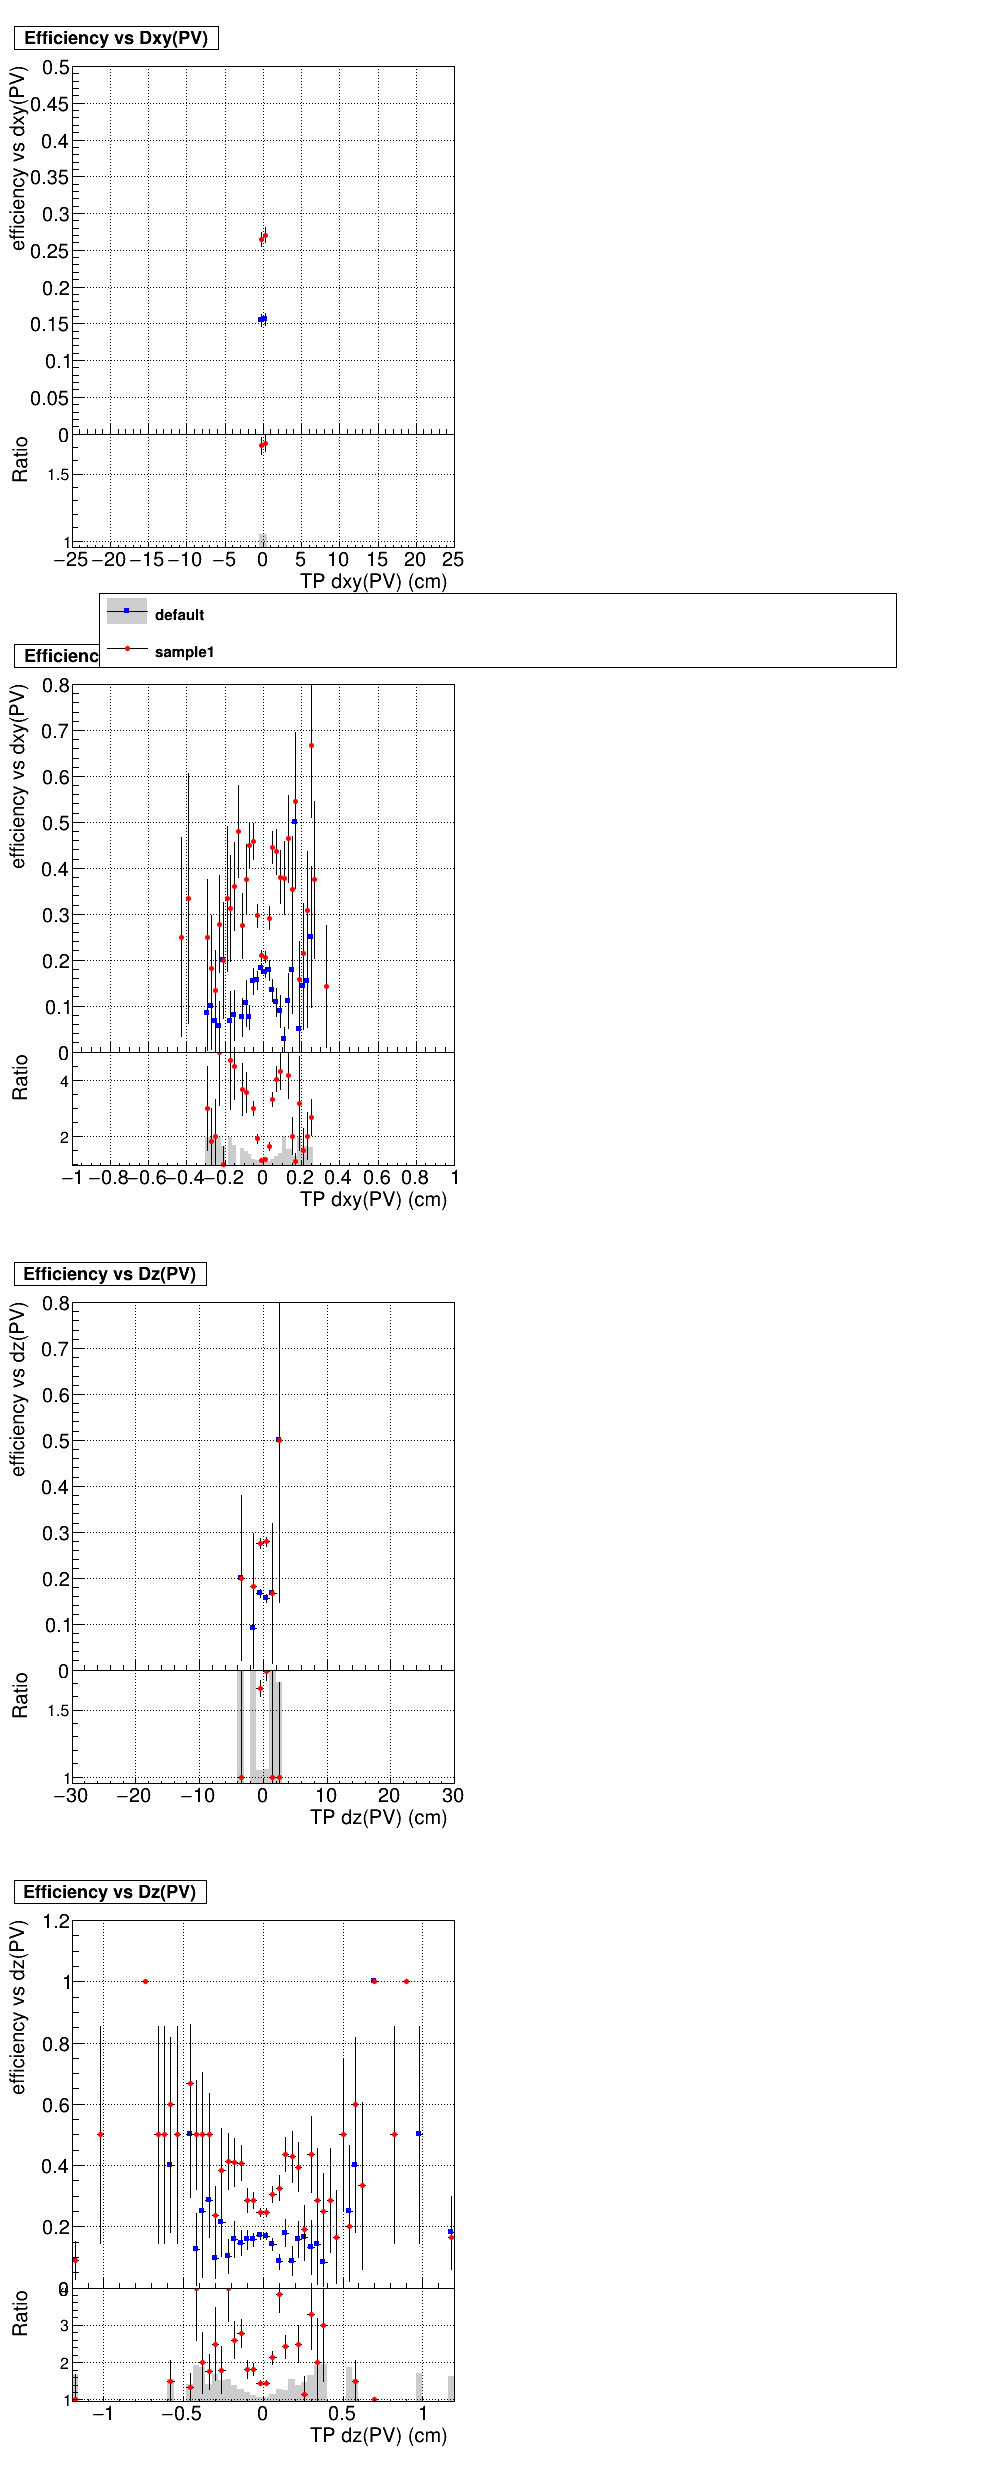 Efficiency vs Dxy(PV)
efficiency vs dxy(PV)
0.5
0.45
0.4
0.35
0.3
0.25
0.2
0.15
0.1
0.05
0
Ratio
1.5
1
−25 −20 −15 −10 −5 0 5 10 15 20 25
TP dxy(PV) (cm)
default
sample1
Efficienc
efficiency vs dxy(PV)
0.8
0.7
0.6
0.5
0.4
0.3
0.2
0.1
0
Ratio
4
2
−1 −0.8 −0.6 −0.4 −0.2 0 0.2 0.4 0.6 0.8 1
TP dxy(PV) (cm)
Efficiency vs Dz(PV)
efficiency vs dz(PV)
0.8
0.7
0.6
0.5
0.4
0.3
0.2
0.1
0
Ratio
1.5
1
−30 −20 −10 0 10 20 30
TP dz(PV) (cm)
Efficiency vs Dz(PV)
efficiency vs dz(PV)
1.2
1
0.8
0.6
0.4
0.2
0
Ratio
4
3
2
1
−1 −0.5 0 0.5 1
TP dz(PV) (cm)